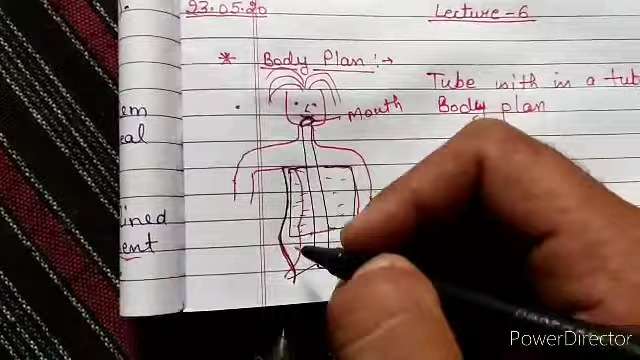 23.05.20
Lecture-6
* Body Plan :→
Tube with in a tub
Body plan
Mouth
em
eal
ined
ent
PowerDirector